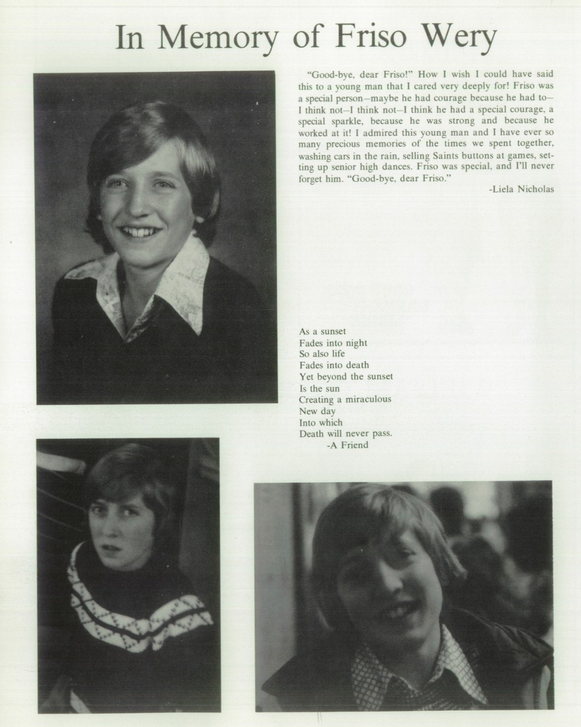 In Memory of Friso Wery
"Good-bye, dear Friso!" How I wish I could have said
this to a young man that I cared very deeply for! Friso was
a special person—maybe he had courage because he had to—
I think not—I think not—I think he had a special courage, a
special sparkle, because he was strong and because he
worked at it! I admired this young man and I have ever so
many precious memories of the times we spent together,
washing cars in the rain, selling Saints buttons at games, set-
ting up senior high dances. Friso was special, and I'll never
forget him. "Good-bye, dear Friso."
-Liela Nicholas
As a sunset
Fades into night
So also life
Fades into death
Yet beyond the sunset
Is the sun
Creating a miraculous
New day
Into which
Death will never pass.
-A Friend